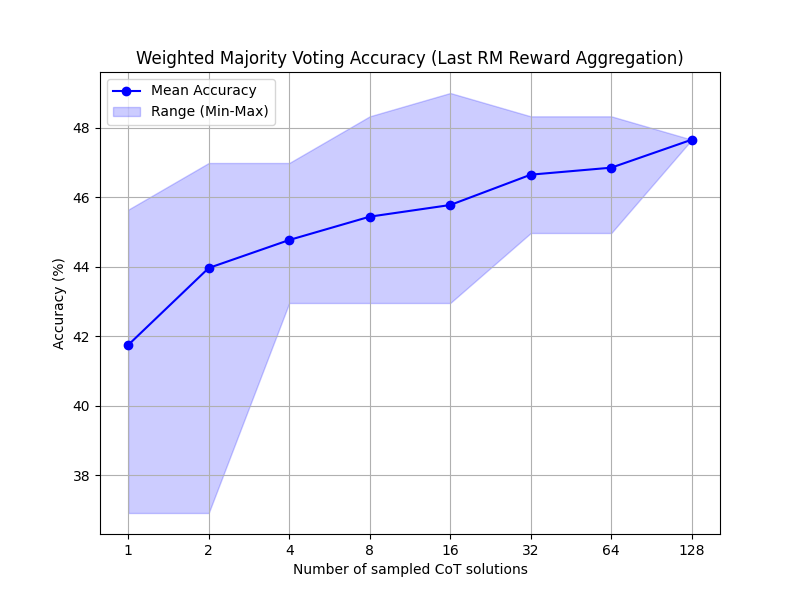 Weighted Majority Voting Accuracy (Last RM Reward Aggregation)
Mean Accuracy
Range (Min-Max)
Accuracy (%)
48
46
44
42
40
38
1 2 4 8 16 32 64 128
Number of sampled CoT solutions